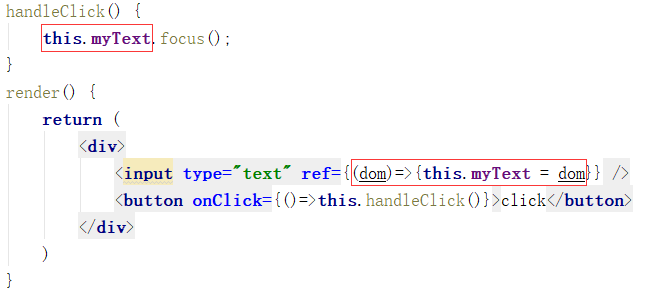 handleClick() {
this.myText.focus();
}
render() {
return (
<div>
<input type="text" ref={(dom)=>{this.myText = dom}} />
<button onClick={()=>this.handleClick()}>click</button>
</div>
)
}